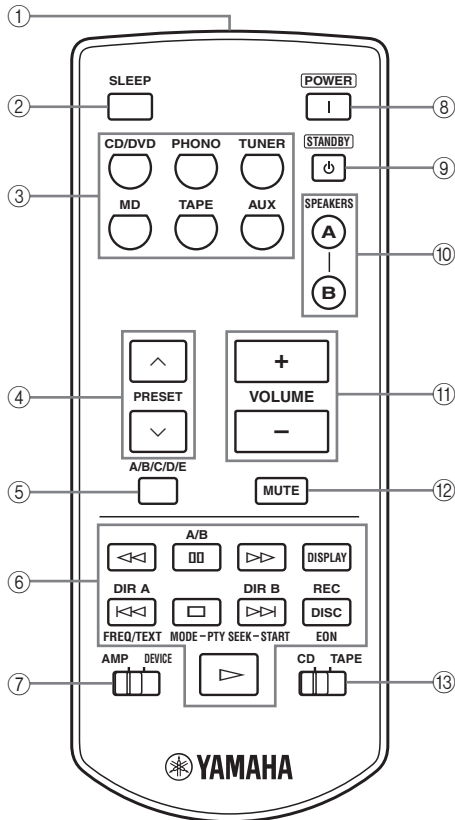 ①
② SLEEP POWER ⑧
STANDBY ⑨
③ CD/DVD PHONO TUNER
MD TAPE AUX
SPEAKERS
A
B
⑩
④ PRESET
+
VOLUME
−
⑪
A/B/C/D/E
⑤
MUTE ⑫
⑥ A/B
DISPLAY
DIR A DIR B REC
DISC
FREQ/TEXT MODE–PTY SEEK–START EON
AMP DEVICE CD TAPE
⑦ ⑬
YAMAHA